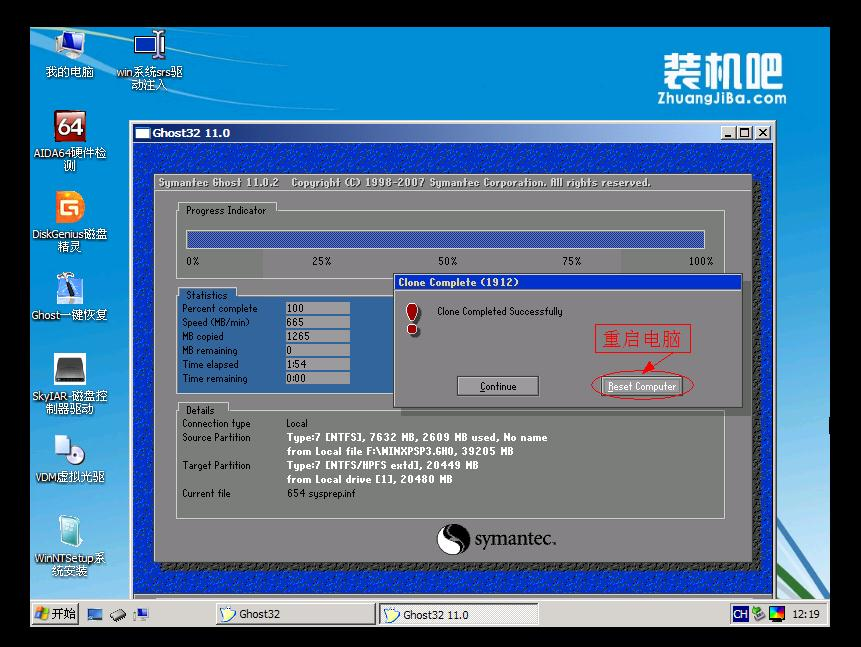 我的电脑
win系统srs驱
动注入
装机吧
ZhuangJiBa.com
64
AIDA64硬件检
测
DiskGenius磁盘
精灵
Ghost一键恢复
SkyIAR-磁盘控
制器驱动
VDM虚拟光驱
WinNTSetup系
统安装
Ghost32 11.0
Symantec Ghost 11.0.2 Copyright (C) 1998-2007 Symantec Corporation. All rights reserved.
Progress Indicator
0% 25% 50% 75% 100%
Statistics
Percent complete 100
Speed (MB/min) 665
MB copied 1265
MB remaining 0
Time elapsed 1:54
Time remaining 0:00
Clone Complete (1912)
Clone Completed Successfully
重启电脑
Continue Reset Computer
Details
Connection type Local
Source Partition Type:7 [NTFS], 7632 MB, 2609 MB used, No name
from Local file F:\WINXPSP3.GHO, 39205 MB
Target Partition Type:7 [NTFS/HPFS extd], 20449 MB
from Local drive [1], 20480 MB
Current file 654 sysprep.inf
symantec.
开始 Ghost32 Ghost32 11.0 CH 12:19